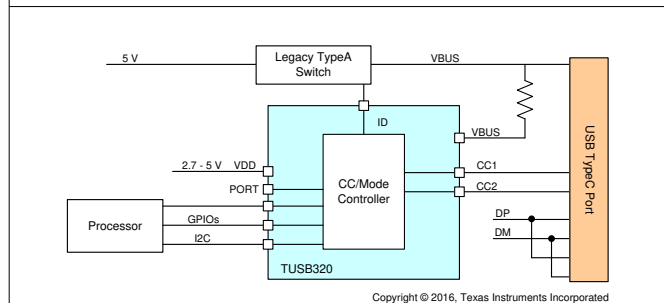 5 V
Legacy TypeA
Switch
VBUS
ID
VBUS
2.7 - 5 V VDD
PORT
CC/Mode
Controller
CC1
CC2
USB TypeC Port
Processor
GPIOs
I2C
DP
DM
TUSB320
Copyright © 2016, Texas Instruments Incorporated